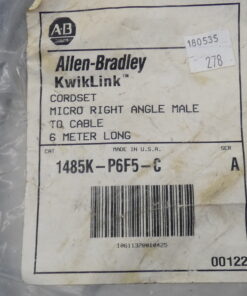 A-B
180535
278
Allen-Bradley
KwikLink™
CORDSET
MICRO RIGHT ANGLE MALE
TO CABLE
6 METER LONG
CAT
MADE IN U.S.A.
SER
1485K-P6F5-C
A
00122